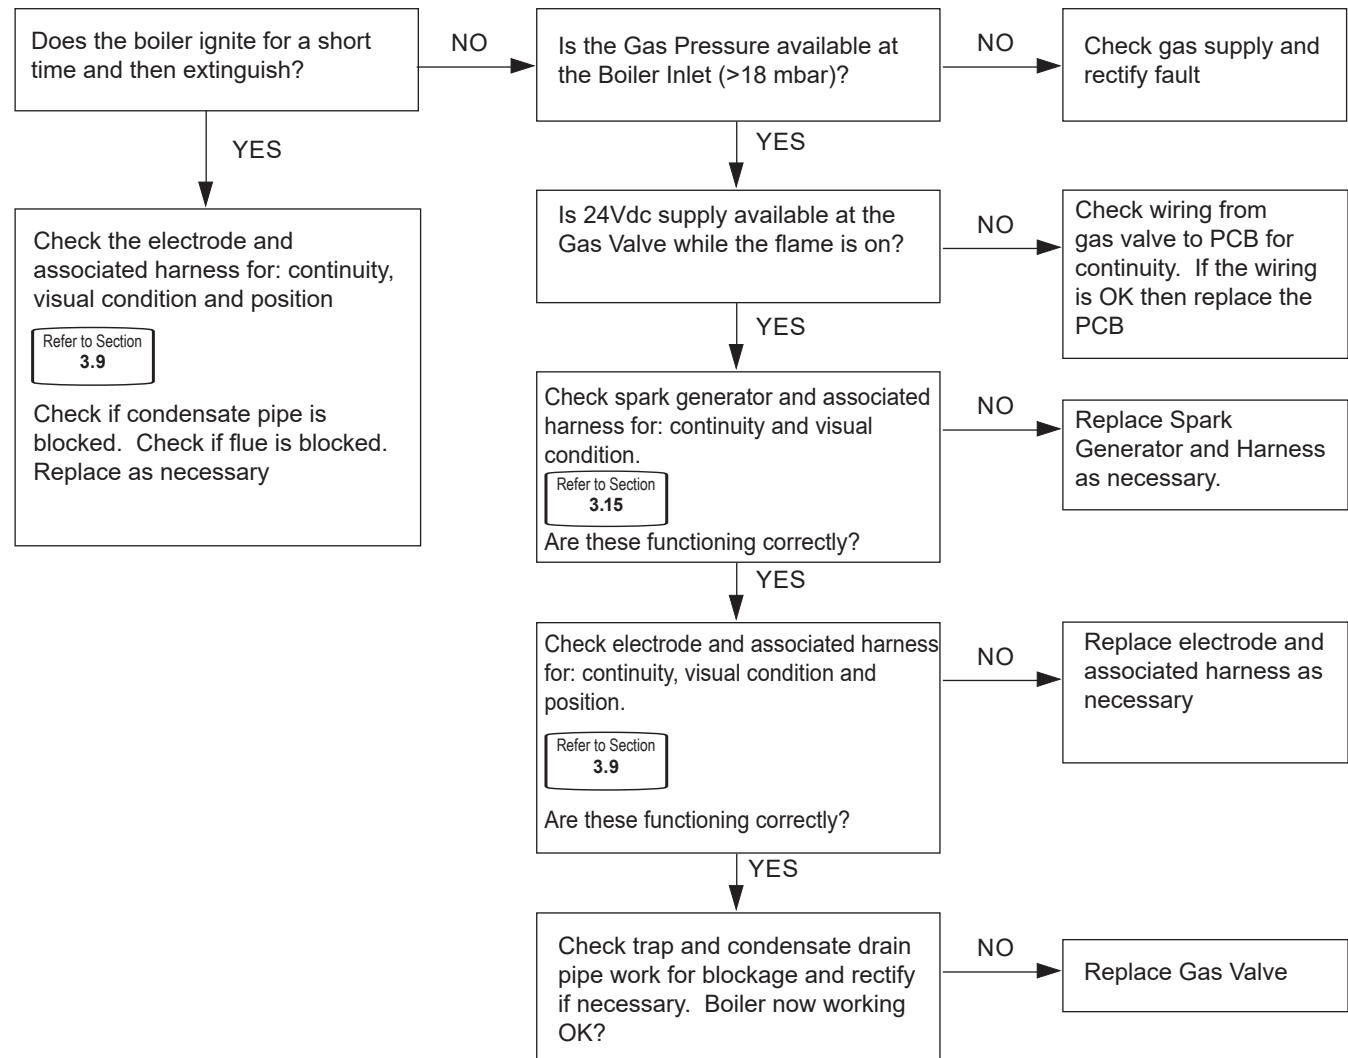 Does the boiler ignite for a short
time and then extinguish?
NO
Is the Gas Pressure available at
the Boiler Inlet (>18 mbar)?
NO
Check gas supply and
rectify fault
YES
YES
Check the electrode and
associated harness for: continuity,
visual condition and position
Refer to Section
3.9
Check if condensate pipe is
blocked.  Check if flue is blocked.
Replace as necessary
Is 24Vdc supply available at the
Gas Valve while the flame is on?
NO
Check wiring from
gas valve to PCB for
continuity.  If the wiring
is OK then replace the
PCB
YES
Check spark generator and associated
harness for: continuity and visual
condition.
Refer to Section
3.15
Are these functioning correctly?
NO
Replace Spark
Generator and Harness
as necessary.
YES
Check electrode and associated harness
for: continuity, visual condition and
position.
Refer to Section
3.9
Are these functioning correctly?
NO
Replace electrode and
associated harness as
necessary
YES
Check trap and condensate drain
pipe work for blockage and rectify
if necessary.  Boiler now working
OK?
NO
Replace Gas Valve